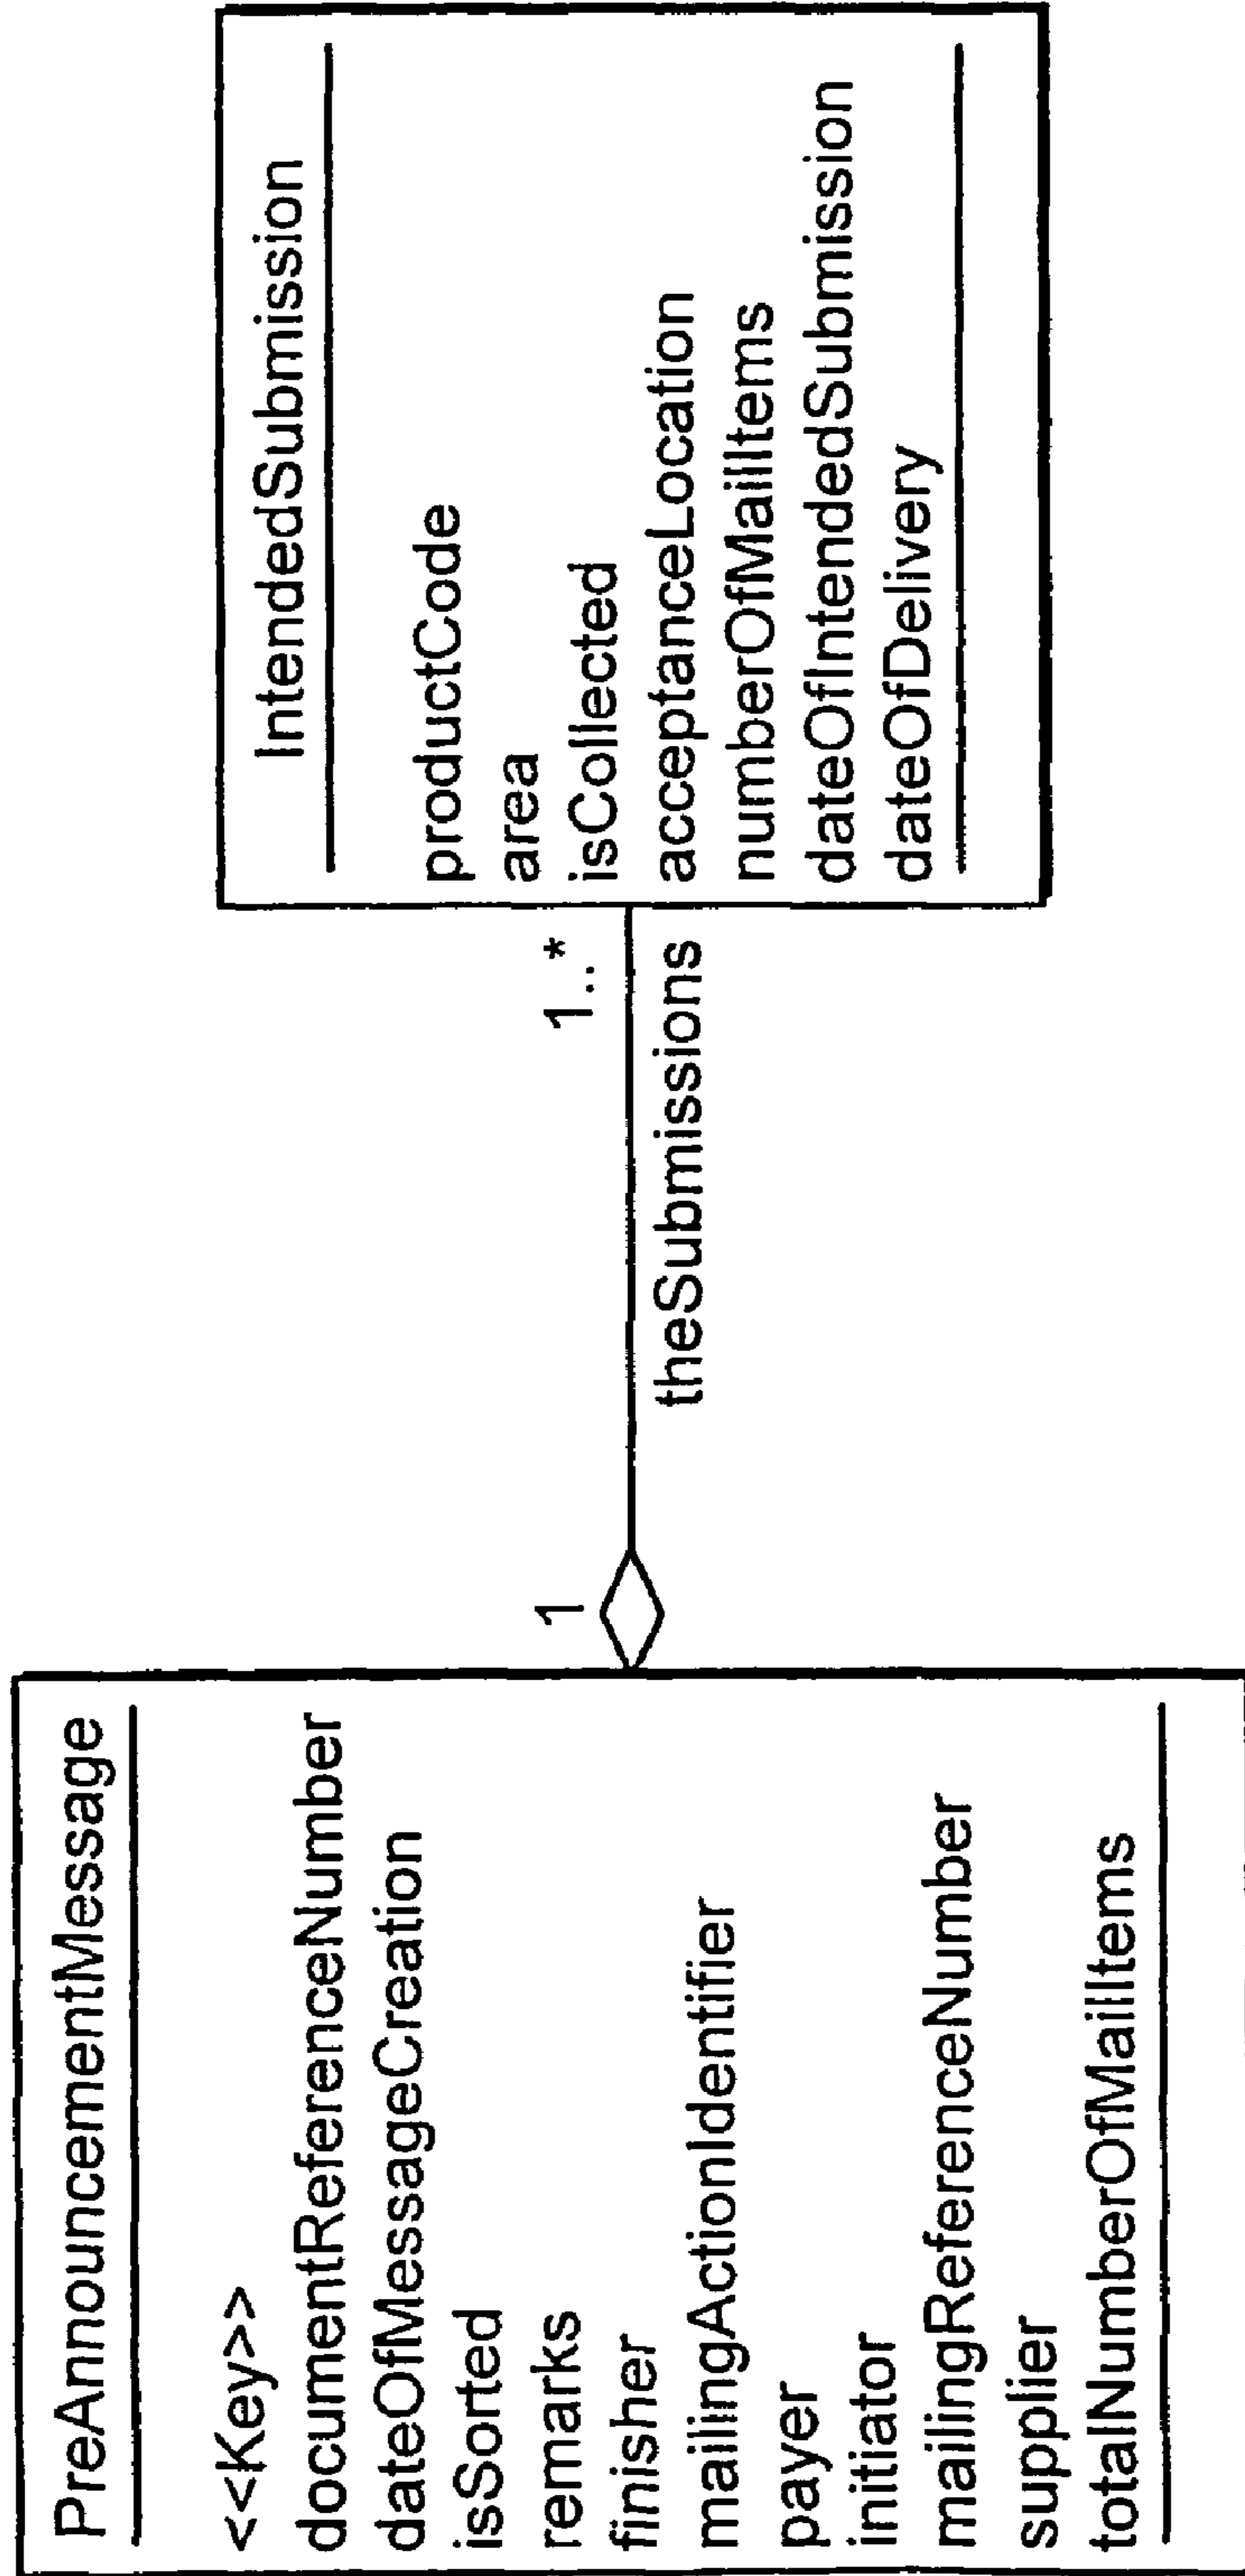 PreAnnouncementMessage
<<Key>>
documentReferenceNumber
dateOfMessageCreation
isSorted
remarks
finisher
mailingActionIdentifier
payer
initiator
mailingReferenceNumber
supplier
totalNumberOfMailItems
1
theSubmissions
1..*
IntendedSubmission
productCode
area
isCollected
acceptanceLocation
numberOfMailItems
dateOfIntendedSubmission
dateOfDelivery